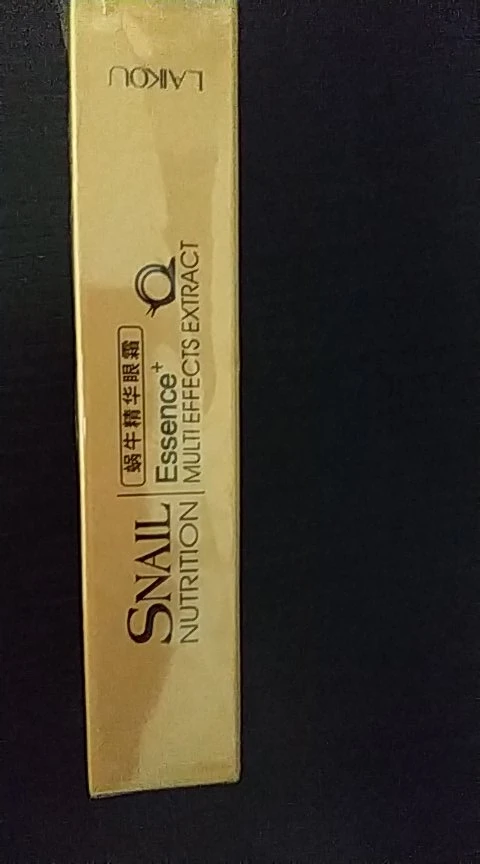 LAIKOU
蜗牛精华眼霜
SNAIL Essence+
NUTRITION MULTI EFFECTS EXTRACT